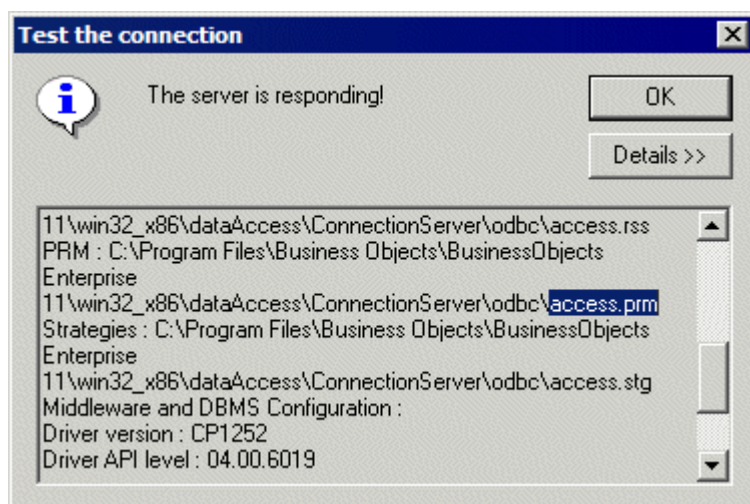 Test the connection
The server is responding!
OK
Details >>
11\win32_x86\dataAccess\ConnectionServer\odbc\access.rss
PRM : C:\Program Files\Business Objects\BusinessObjects
Enterprise
11\win32_x86\dataAccess\ConnectionServer\odbc\access.prm
Strategies : C:\Program Files\Business Objects\BusinessObjects
Enterprise
11\win32_x86\dataAccess\ConnectionServer\odbc\access.stg
Middleware and DBMS Configuration :
Driver version : CP1252
Driver API level : 04.00.6019